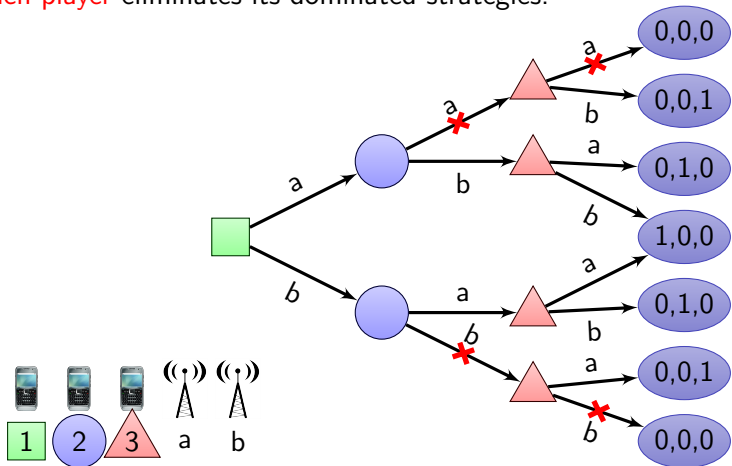 player eliminates its dominated strategies.
0,0,0
a
a
0,0,1
b
a
0,1,0
a
b
b
1,0,0
b
a
a
0,1,0
b
b
a
0,0,1
b
0,0,0
1 2 3 a b